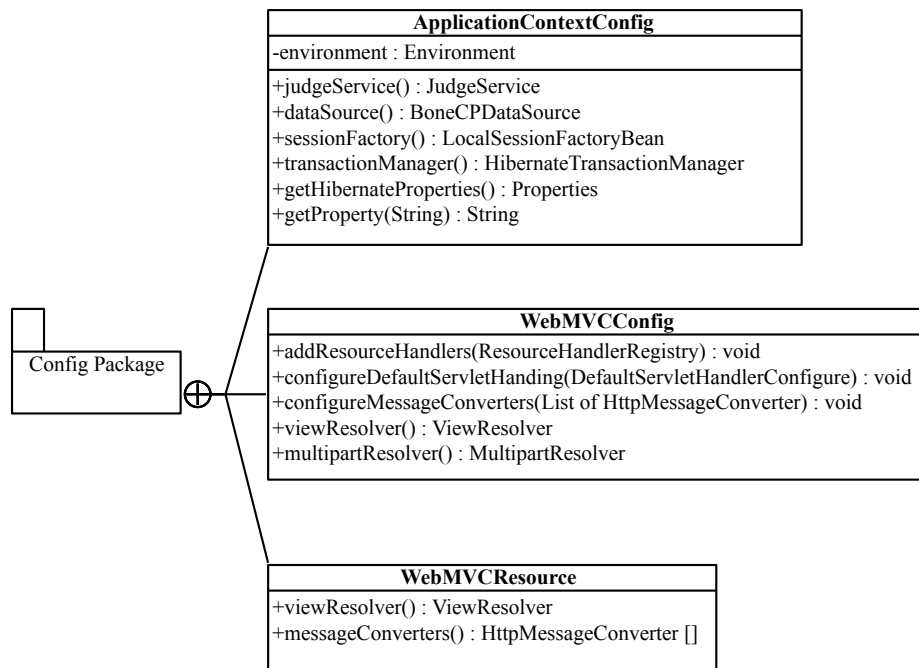 ApplicationContextConfig
-environment : Environment
+judgeService() : JudgeService
+dataSource() : BoneCPDataSource
+sessionFactory() : LocalSessionFactoryBean
+transactionManager() : HibernateTransactionManager
+getHibernateProperties() : Properties
+getProperty(String) : String
Config Package
WebMVCConfig
+addResourceHandlers(ResourceHandlerRegistry) : void
+configureDefaultServletHanding(DefaultServletHandlerConfigure) : void
+configureMessageConverters(List of HttpMessageConverter) : void
+viewResolver() : ViewResolver
+multipartResolver() : MultipartResolver
WebMVCResource
+viewResolver() : ViewResolver
+messageConverters() : HttpMessageConverter []